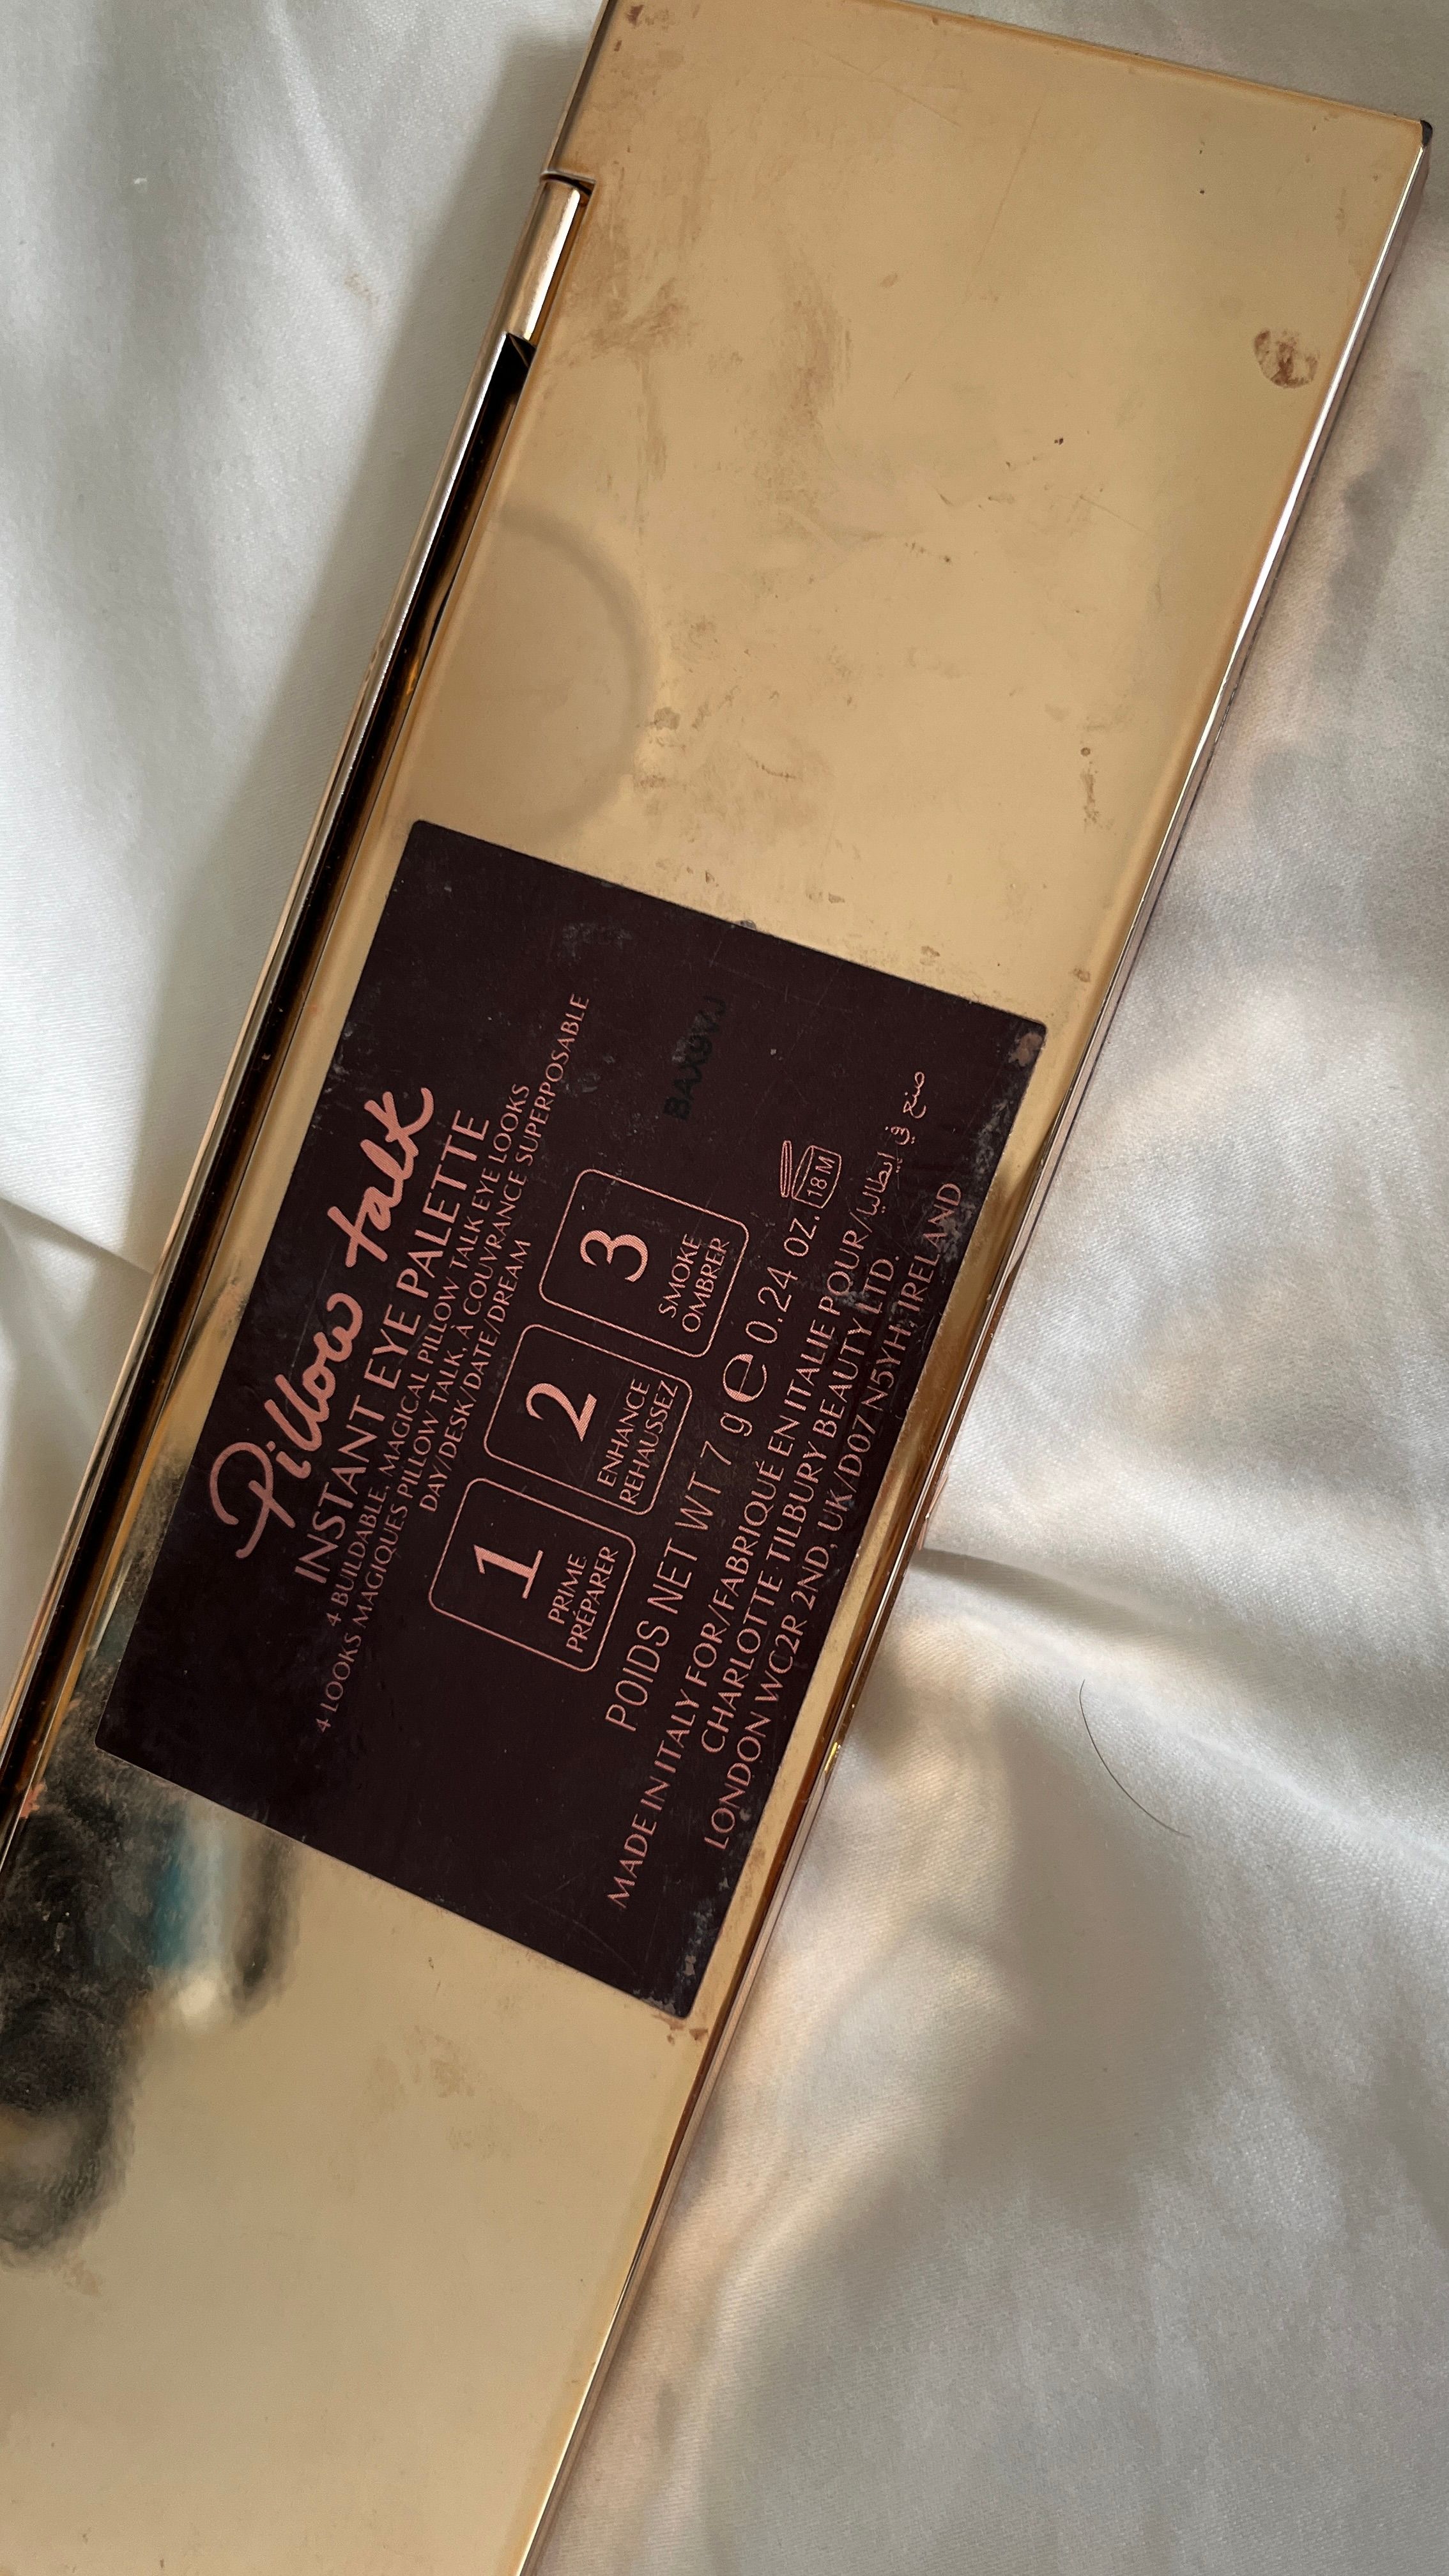 Pillow talk
INSTANT EYE PALETTE
4 BUILDABLE, MAGICAL PILLOW TALK EYE LOOKS
4 LOOKS MAGIQUES PILLOW TALK, À COUVRANCE SUPERPOSABLE
DAY/DESK/DATE/DREAM
1
PRIME
PRÉPARER
2
ENHANCE
REHAUSSEZ
3
SMOKE
OMBRER
BAX9VJ
POIDS NET WT 7 g ℮ 0.24 OZ. 18M
MADE IN ITALY FOR/FABRIQUÉ EN ITALIE POUR/صنع في إيطاليا
CHARLOTTE TILBURY BEAUTY LTD.
LONDON WC2R 2ND, UK/D07 N5YH IRELAND